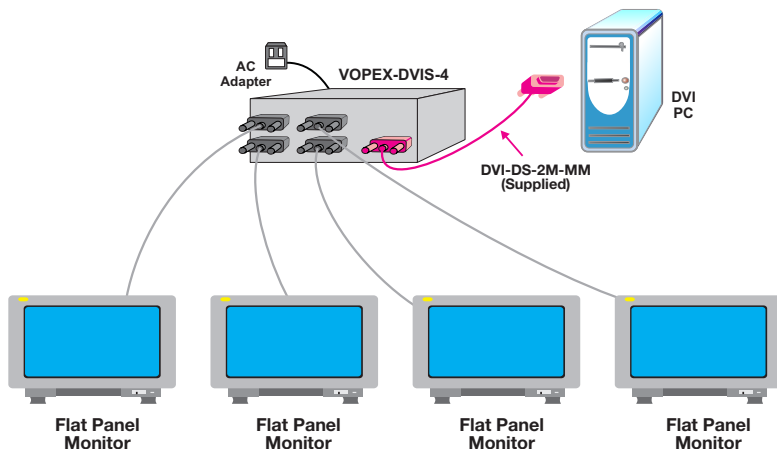 AC
Adapter
VOPEX-DVIS-4
DVI
PC
DVI-DS-2M-MM
(Supplied)
Flat Panel
Monitor
Flat Panel
Monitor
Flat Panel
Monitor
Flat Panel
Monitor